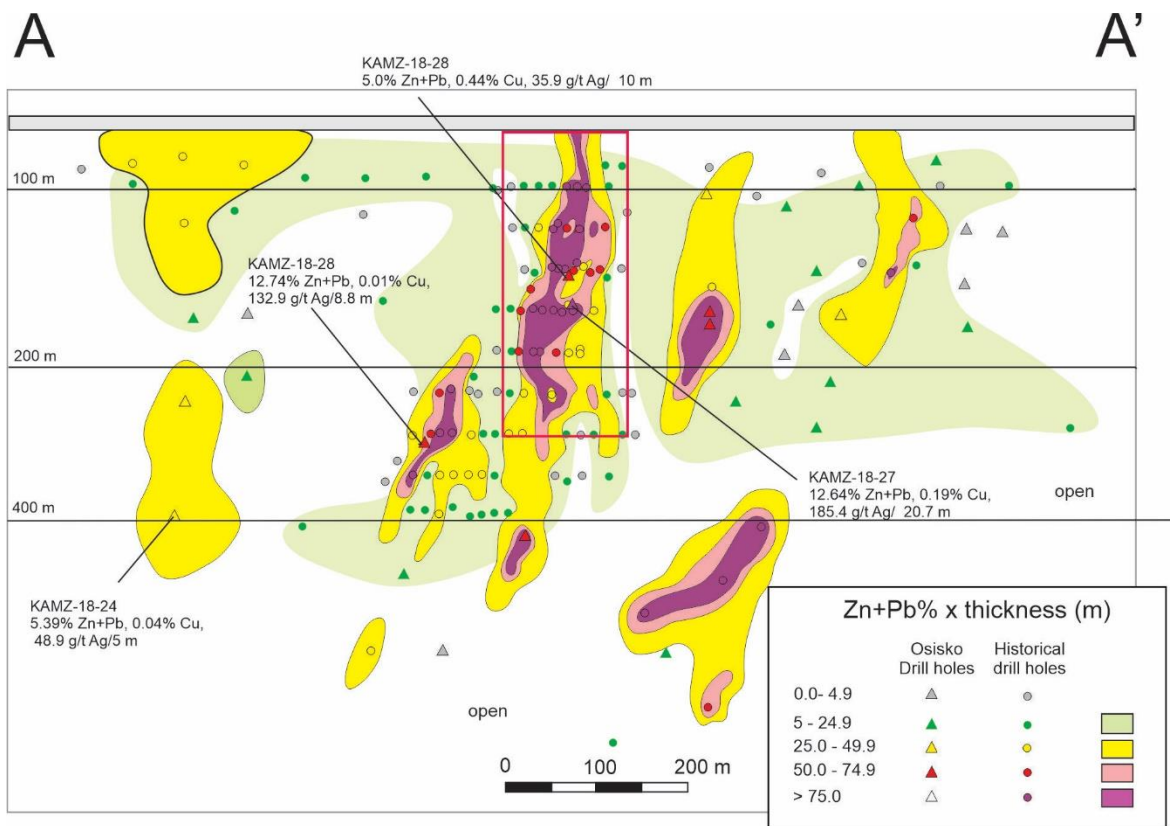 A
A'
KAMZ-18-28
5.0% Zn+Pb, 0.44% Cu, 35.9 g/t Ag/ 10 m
100 m
KAMZ-18-28
12.74% Zn+Pb, 0.01% Cu,
132.9 g/t Ag/8.8 m
200 m
KAMZ-18-27
12.64% Zn+Pb, 0.19% Cu,
185.4 g/t Ag/ 20.7 m
open
400 m
KAMZ-18-24
5.39% Zn+Pb, 0.04% Cu,
48.9 g/t Ag/5 m
open
0 100 200 m
Zn+Pb% x thickness (m)
Osisko Historical
Drill holes drill holes
0.0- 4.9
5 - 24.9
25.0 - 49.9
50.0 - 74.9
> 75.0